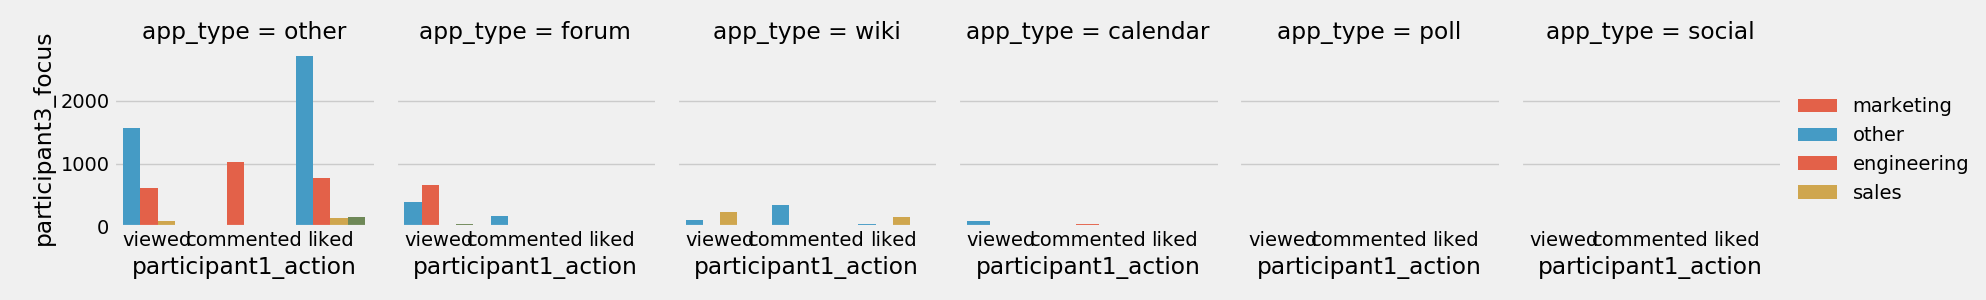 app_type = other
app_type = forum
app_type = wiki
app_type = calendar
app_type = poll
app_type = social
participant3_focus
2000
1000
0
viewed commented liked
viewed commented liked
viewed commented liked
viewed commented liked
viewed commented liked
viewed commented liked
participant1_action
participant1_action
participant1_action
participant1_action
participant1_action
participant1_action
marketing
other
engineering
sales